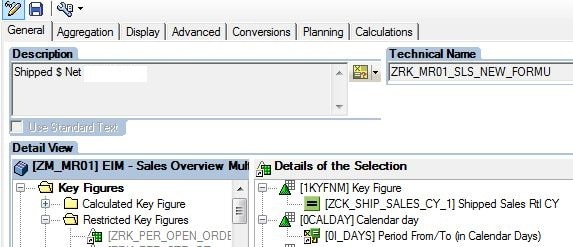 General Aggregation Display Advanced Conversions Planning Calculations
Description
Technical Name
Shipped $ Net
ZRK_MR01_SLS_NEW_FORMU
Use Standard Text
Detail View
[ZM_MR01] EIM - Sales Overview Mult
Details of the Selection
Key Figures
[1KYFNM] Key Figure
Calculated Key Figure
[ZCK_SHIP_SALES_CY_1] Shipped Sales Rtl CY
Restricted Key Figures
[0CALDAY] Calendar day
[ZRK_PER_OPEN_ORDE
[0I_DAYS] Period From/To (in Calendar Days)